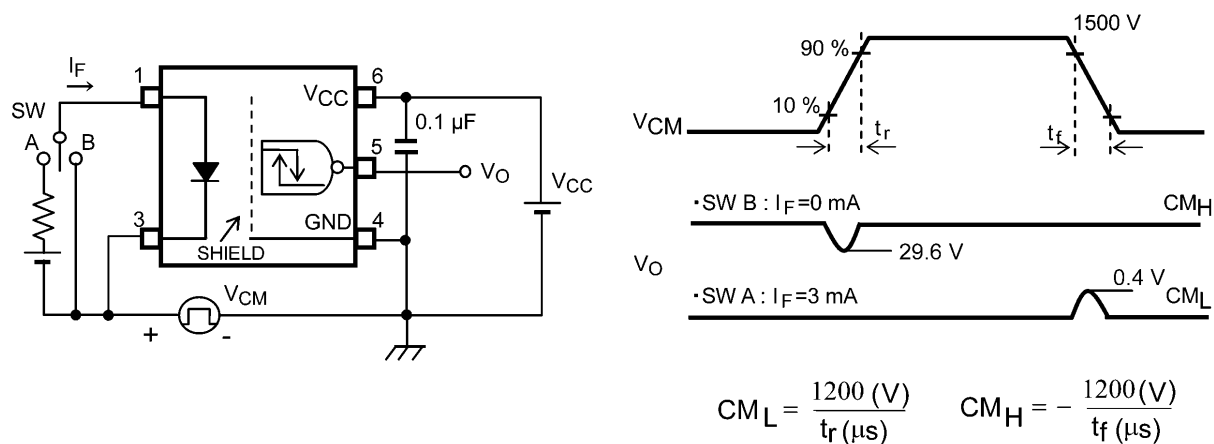 IF
SW
A
B
1
3
SHIELD
VCC
GND
6
5
4
0.1 μF
VO
VCC
VCM
+
-
1500 V
90 %
10 %
VCM
tr
tf
·SW B : IF=0 mA
CMH
29.6 V
VO
0.4 V
·SW A : IF=3 mA
CML
CML = 1200 (V) / tr (μs)
CMH = - 1200 (V) / tf (μs)